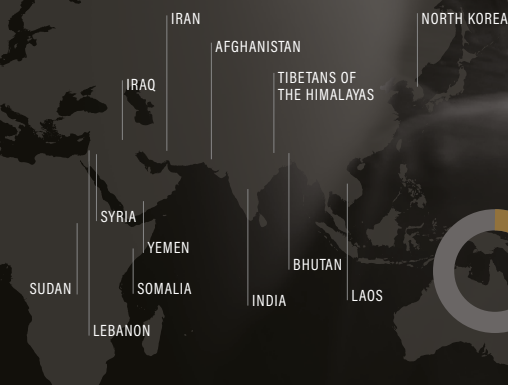 IRAN
NORTH KOREA
AFGHANISTAN
IRAQ
TIBETANS OF
THE HIMALAYAS
SYRIA
YEMEN
BHUTAN
SUDAN
SOMALIA
LAOS
INDIA
LEBANON